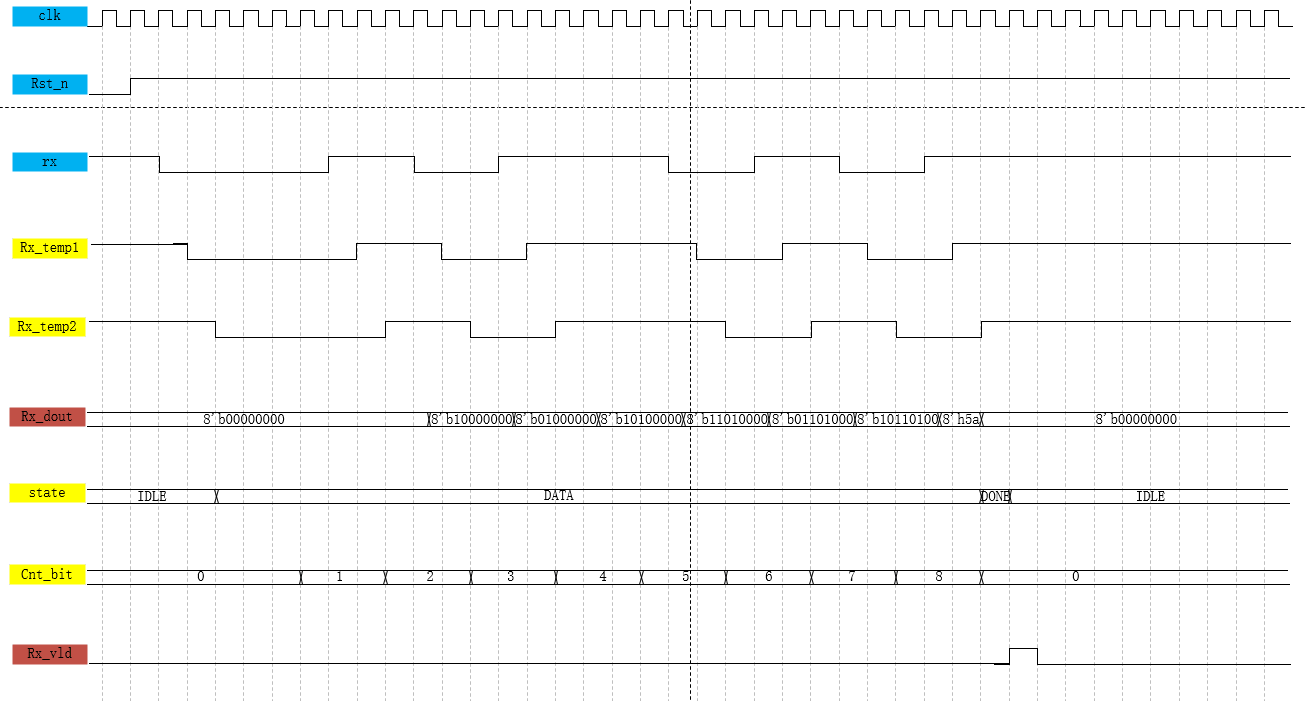 clk
Rst_n
rx
Rx_temp1
Rx_temp2
Rx_dout 8'b00000000 8'b10000000 8'b01000000 8'b10100000 8'b11010000 8'b01101000 8'b10110100 8'h5a 8'b00000000
state IDLE DATA DONE IDLE
Cnt_bit 0 1 2 3 4 5 6 7 8 0
Rx_vld